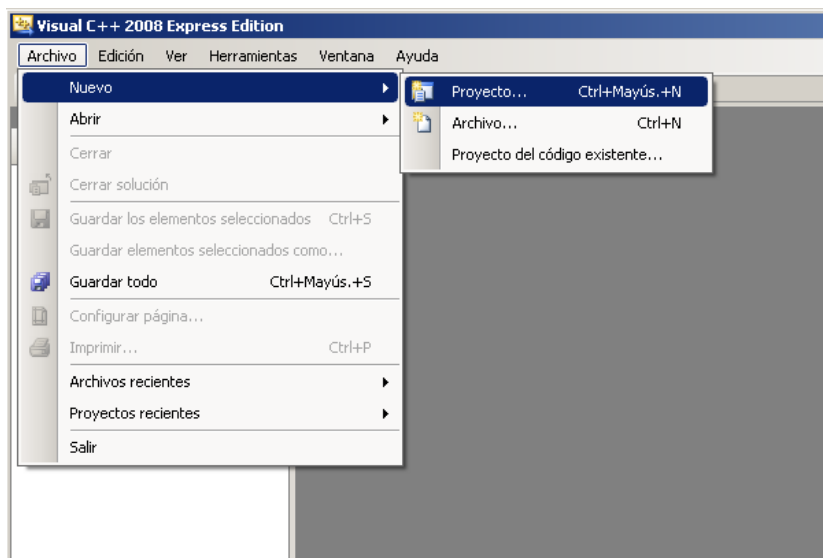 Visual C++ 2008 Express Edition
Archivo Edición Ver Herramientas Ventana Ayuda
Nuevo
Abrir
Cerrar
Cerrar solución
Guardar los elementos seleccionados Ctrl+S
Guardar elementos seleccionados como...
Guardar todo Ctrl+Mayús.+S
Configurar página...
Imprimir... Ctrl+P
Archivos recientes
Proyectos recientes
Salir
Proyecto... Ctrl+Mayús.+N
Archivo... Ctrl+N
Proyecto del código existente...